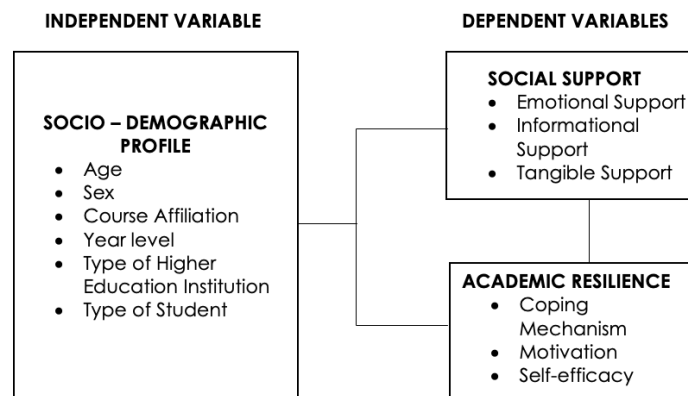 INDEPENDENT VARIABLE
SOCIO – DEMOGRAPHIC
PROFILE
• Age
• Sex
• Course Affiliation
• Year level
• Type of Higher
Education Institution
• Type of Student
DEPENDENT VARIABLES
SOCIAL SUPPORT
• Emotional Support
• Informational
Support
• Tangible Support
ACADEMIC RESILIENCE
• Coping
Mechanism
• Motivation
• Self-efficacy